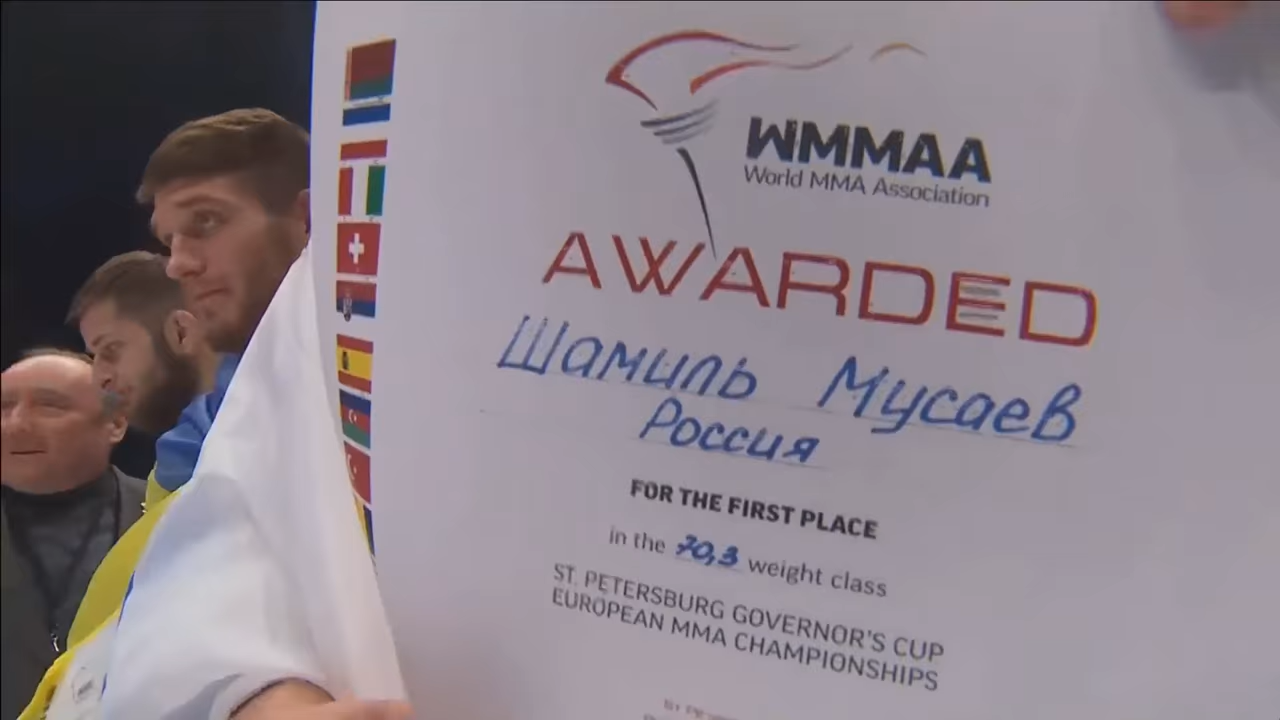 WMMAA
World MMA Association
AWARDED
Шамиль Мусаев
Россия
FOR THE FIRST PLACE
in the 70,3 weight class
ST. PETERSBURG GOVERNOR'S CUP
EUROPEAN MMA CHAMPIONSHIPS